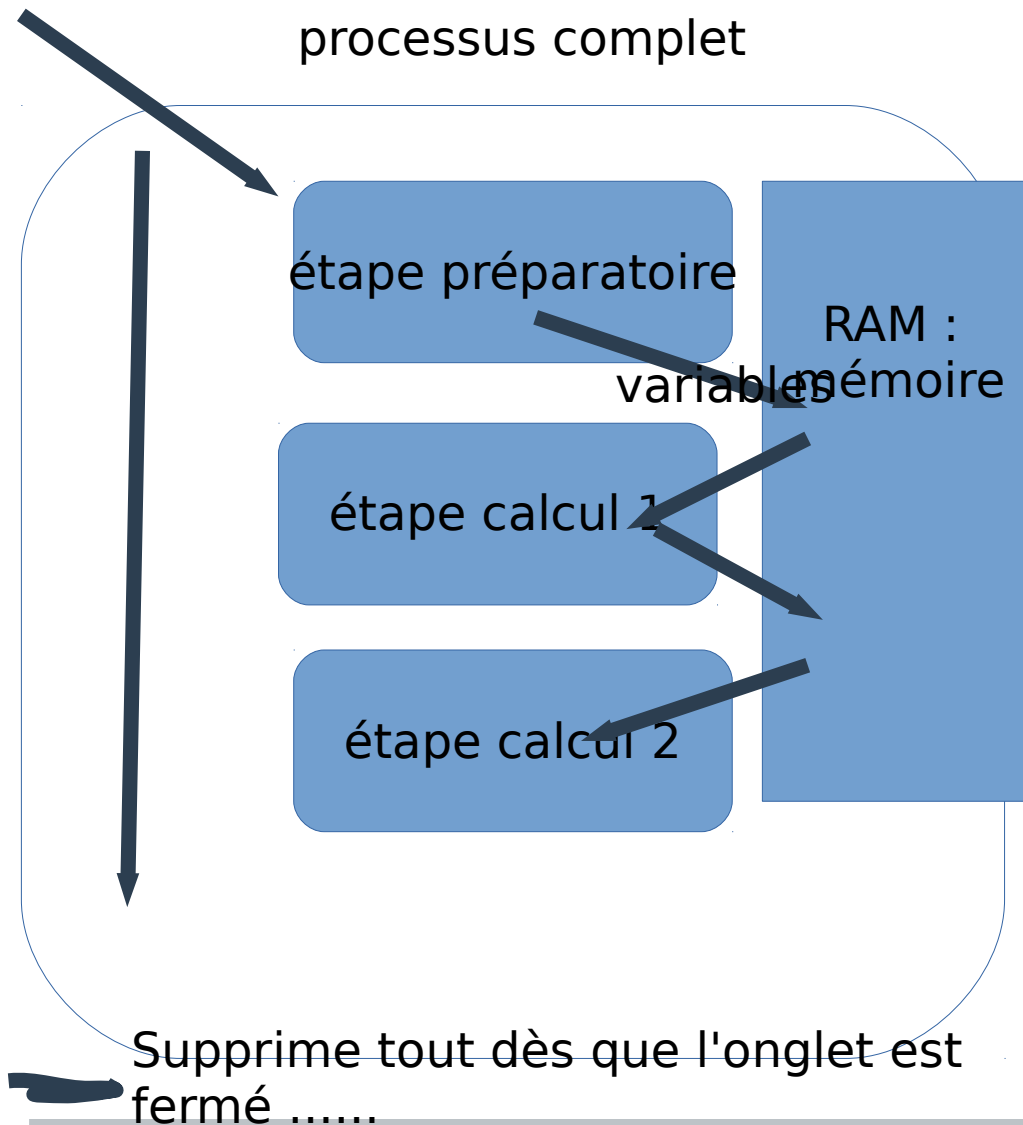 processus complet
étape préparatoire
RAM :
mémoire
variables
étape calcul 1
étape calcul 2
Supprime tout dès que l'onglet est
fermé ......